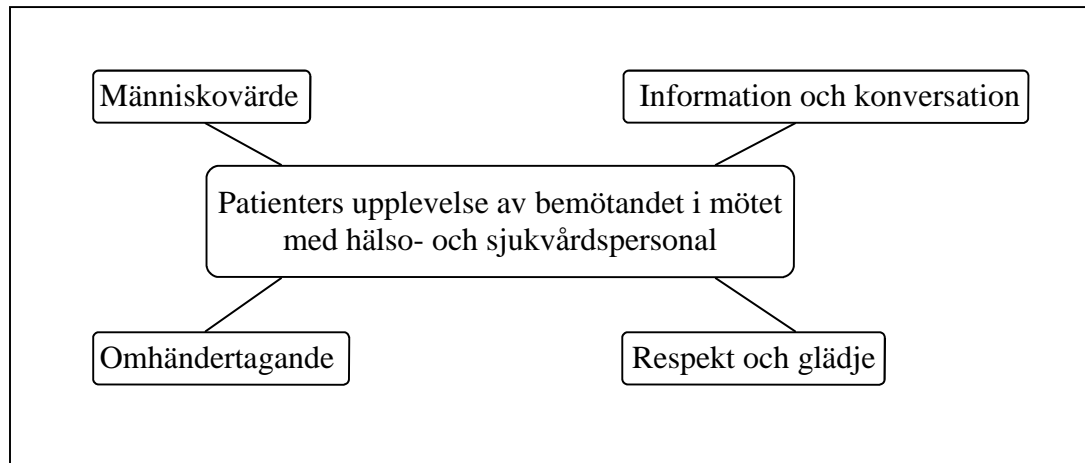 Människovärde
Information och konversation
Patienters upplevelse av bemötandet i mötet
med hälso- och sjukvårdspersonal
Omhändertagande
Respekt och glädje